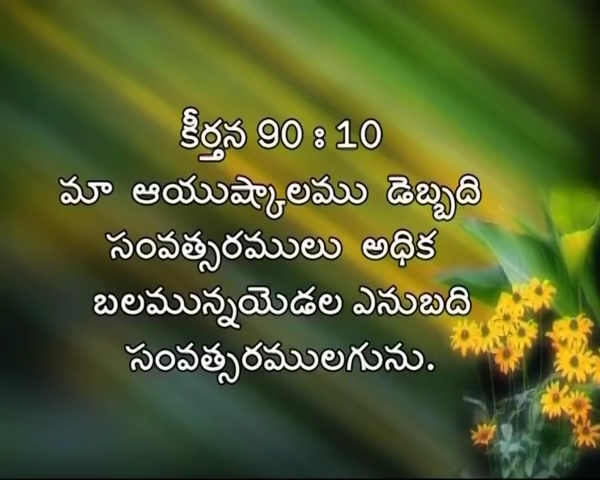 కీర్తన 90 : 10
మా ఆయుష్కాలము డెబ్బది
సంవత్సరములు అధిక
బలమున్నయెడల ఎనుబది
సంవత్సరములగును.